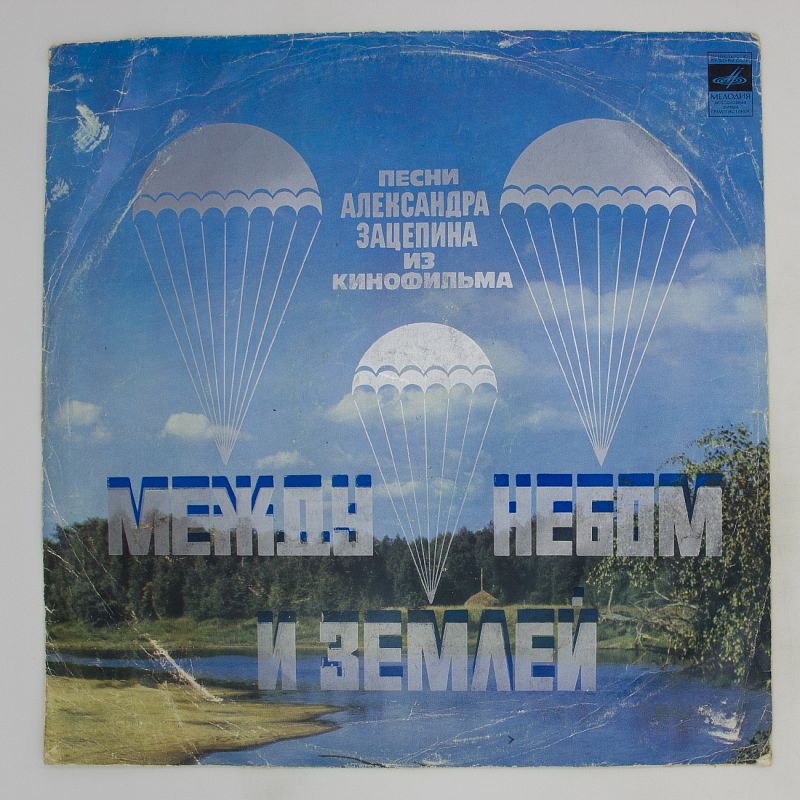 МЕЛОДИЯ
ПЕСНИ
АЛЕКСАНДРА
ЗАЦЕПИНА
ИЗ
КИНОФИЛЬМА
МЕЖДУ НЕБОМ
И ЗЕМЛЕЙ